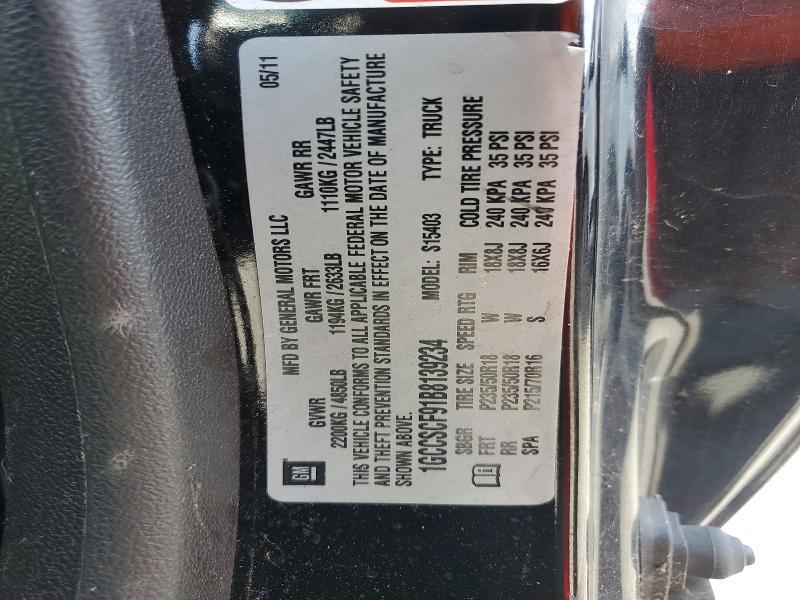 GM
MFD BY GENERAL MOTORS LLC
05/11
GVWR GAWR FRT GAWR RR
2200KG / 4850LB 1194KG / 2633LB 1110KG / 2447LB
THIS VEHICLE CONFORMS TO ALL APPLICABLE FEDERAL MOTOR VEHICLE SAFETY
AND THEFT PREVENTION STANDARDS IN EFFECT ON THE DATE OF MANUFACTURE
SHOWN ABOVE.
1GCCSCF91B8139234 MODEL: S15403 TYPE: TRUCK
SBGR TIRE SIZE SPEED RTG RIM COLD TIRE PRESSURE
FRT P235/50R18 W 18X8J 240 KPA 35 PSI
RR P235/50R18 W 18X8J 240 KPA 35 PSI
SPA P215/70R16 S 16X6J 240 KPA 35 PSI